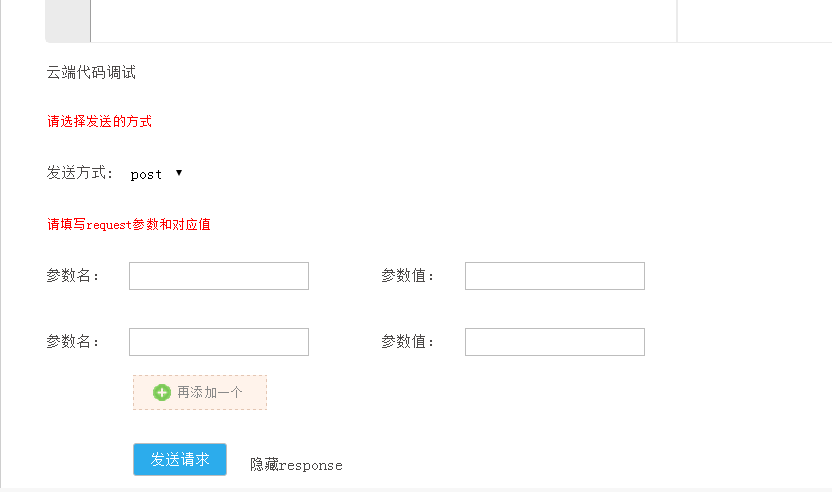 云端代码调试
请选择发送的方式
发送方式: post
请填写request参数和对应值
参数名: 参数值:
参数名: 参数值:
再添加一个
发送请求 隐藏response